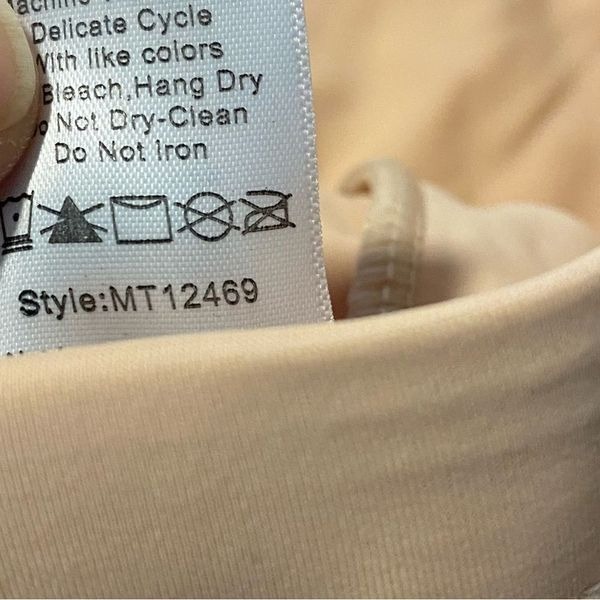 Delicate Cycle
With like colors
Bleach,Hang Dry
Do Not Dry-Clean
Do Not Iron
Style:MT12469